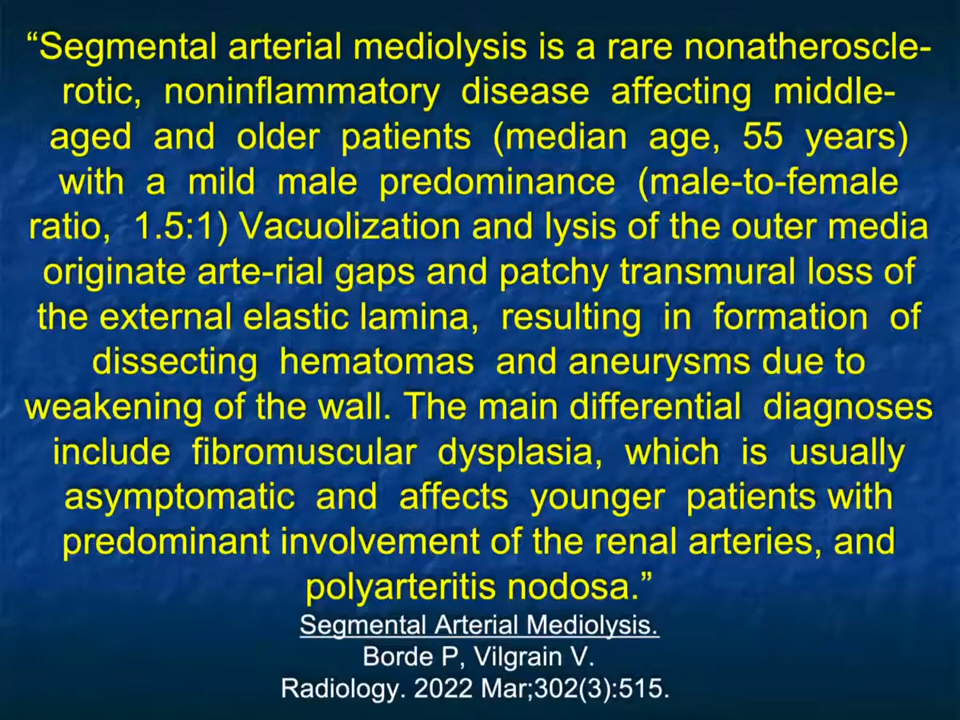 “Segmental arterial mediolysis is a rare nonatheroscle-
rotic, noninflammatory disease affecting middle-
aged and older patients (median age, 55 years)
with a mild male predominance (male-to-female
ratio, 1.5:1) Vacuolization and lysis of the outer media
originate arte-rial gaps and patchy transmural loss of
the external elastic lamina, resulting in formation of
dissecting hematomas and aneurysms due to
weakening of the wall. The main differential diagnoses
include fibromuscular dysplasia, which is usually
asymptomatic and affects younger patients with
predominant involvement of the renal arteries, and
polyarteritis nodosa.”
Segmental Arterial Mediolysis.
Borde P, Vilgrain V.
Radiology. 2022 Mar;302(3):515.